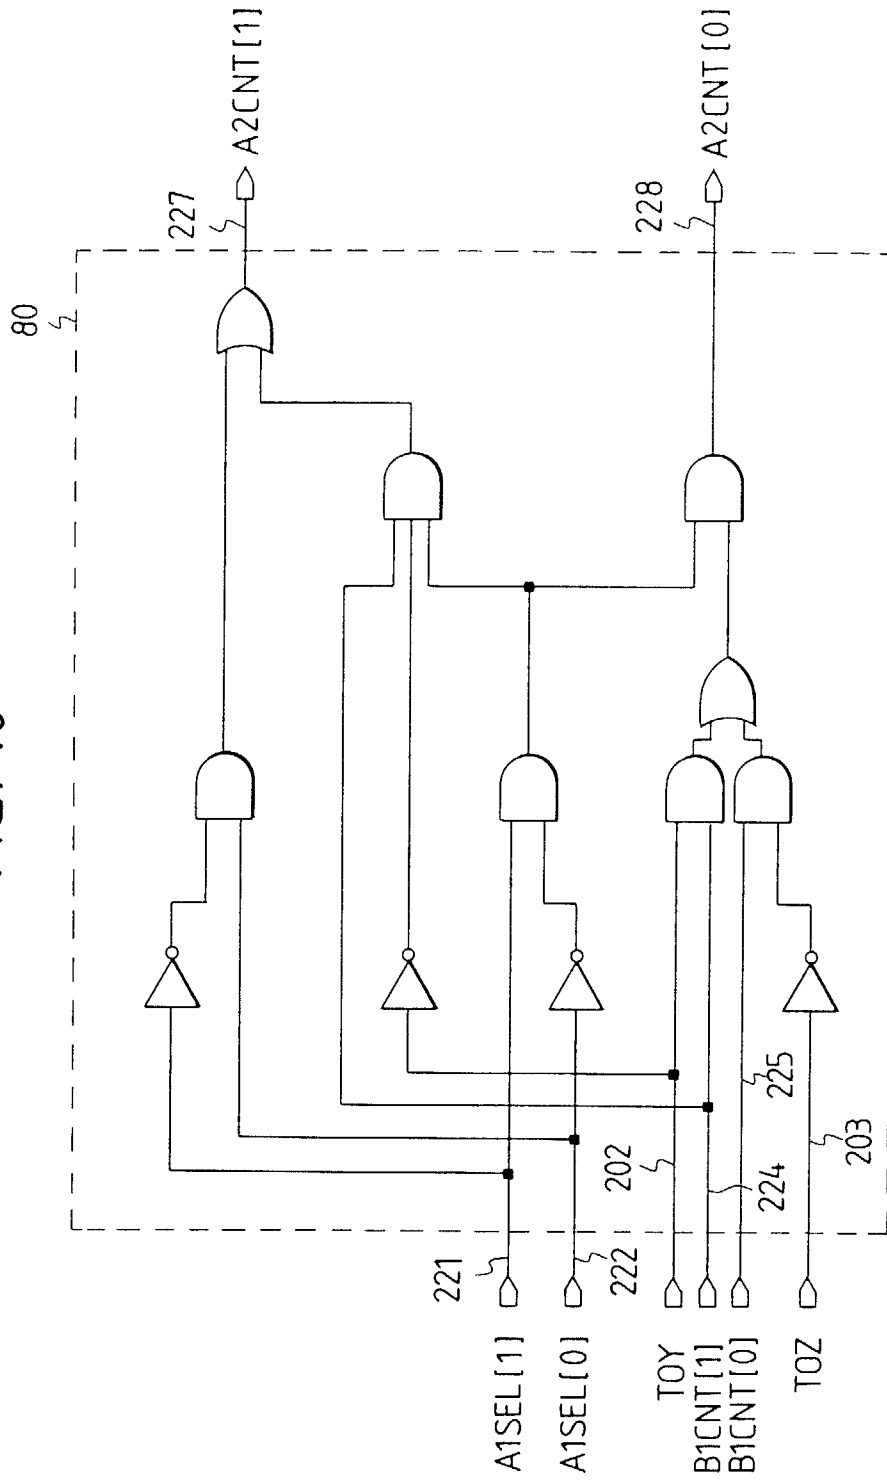 80
227
A2CNT[1]
228
A2CNT[0]
221
A1SEL[1]
222
A1SEL[0]
202
TOY
224
B1CNT[1]
225
B1CNT[0]
203
TOZ